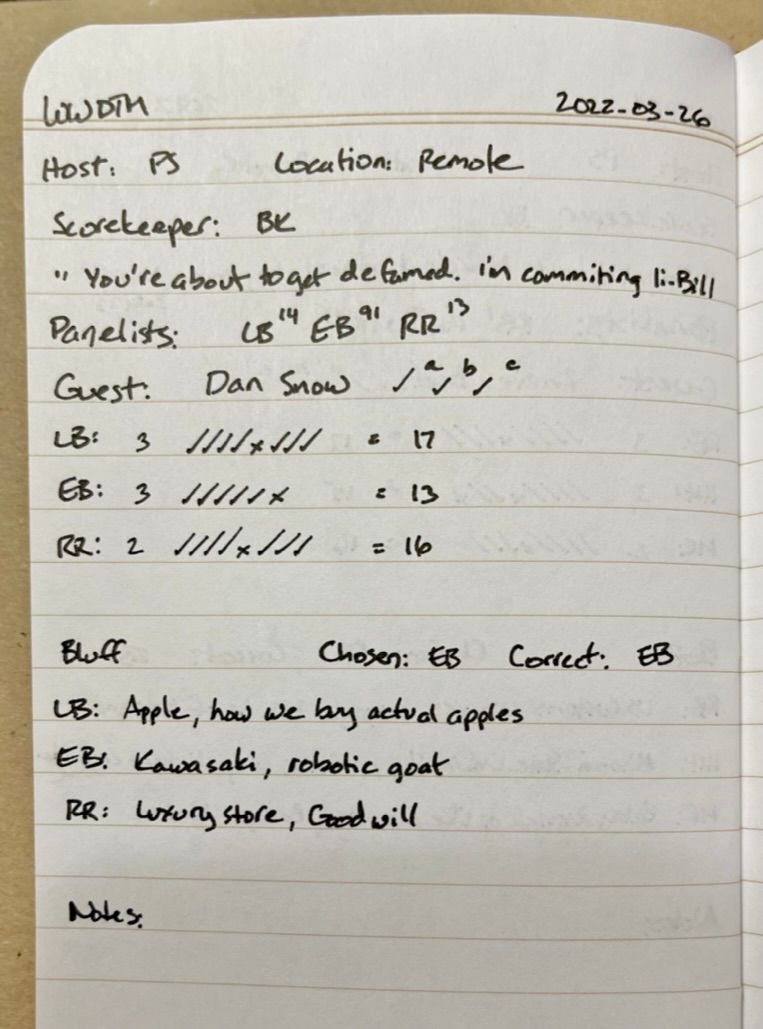 WWDTM 2022-03-26
Host: PS Location: Remote
Scorekeeper: BK
" You're about to get defamed. I'm commiting li-Bill
Panelists: LB 14 EB 91 RR 13
Guest: Dan Snow ✓ a ✓ b ✓ c
LB: 3 ////x/// = 17
EB: 3 /////x = 13
RR: 2 ////x/// = 16
Bluff Chosen: EB Correct: EB
LB: Apple, how we buy actual apples
EB: Kawasaki, robotic goat
RR: Luxury store, Goodwill
Notes: